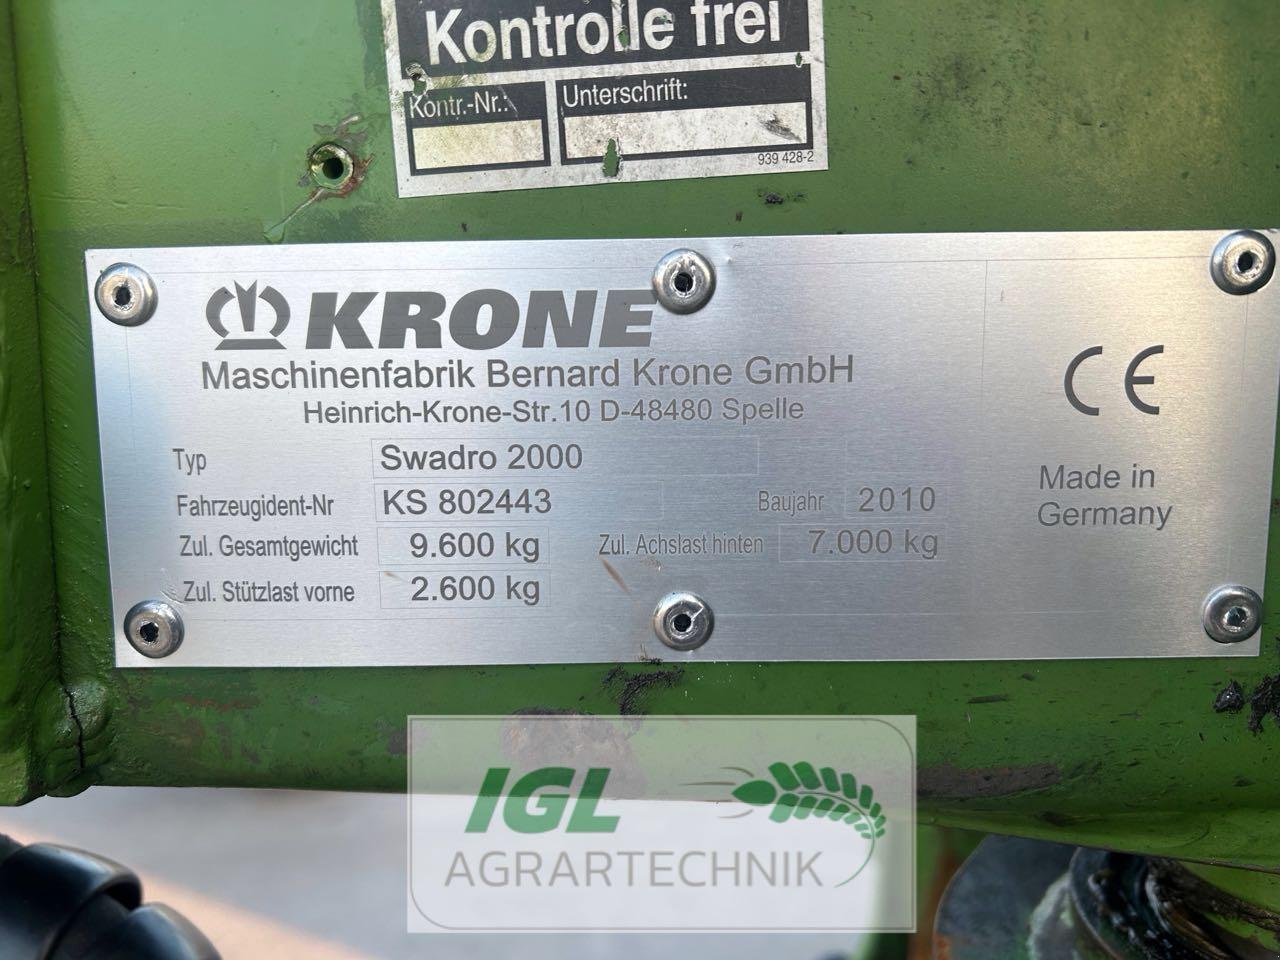 Kontrolle frei
Kontr.-Nr.: Unterschrift:
939 428-2
KRONE
Maschinenfabrik Bernard Krone GmbH
Heinrich-Krone-Str.10 D-48480 Spelle
CE
Typ Swadro 2000
Fahrzeugident-Nr KS 802443 Baujahr 2010
Zul. Gesamtgewicht 9.600 kg Zul. Achslast hinten 7.000 kg
Zul. Stützlast vorne 2.600 kg
Made in
Germany
IGL
AGRARTECHNIK